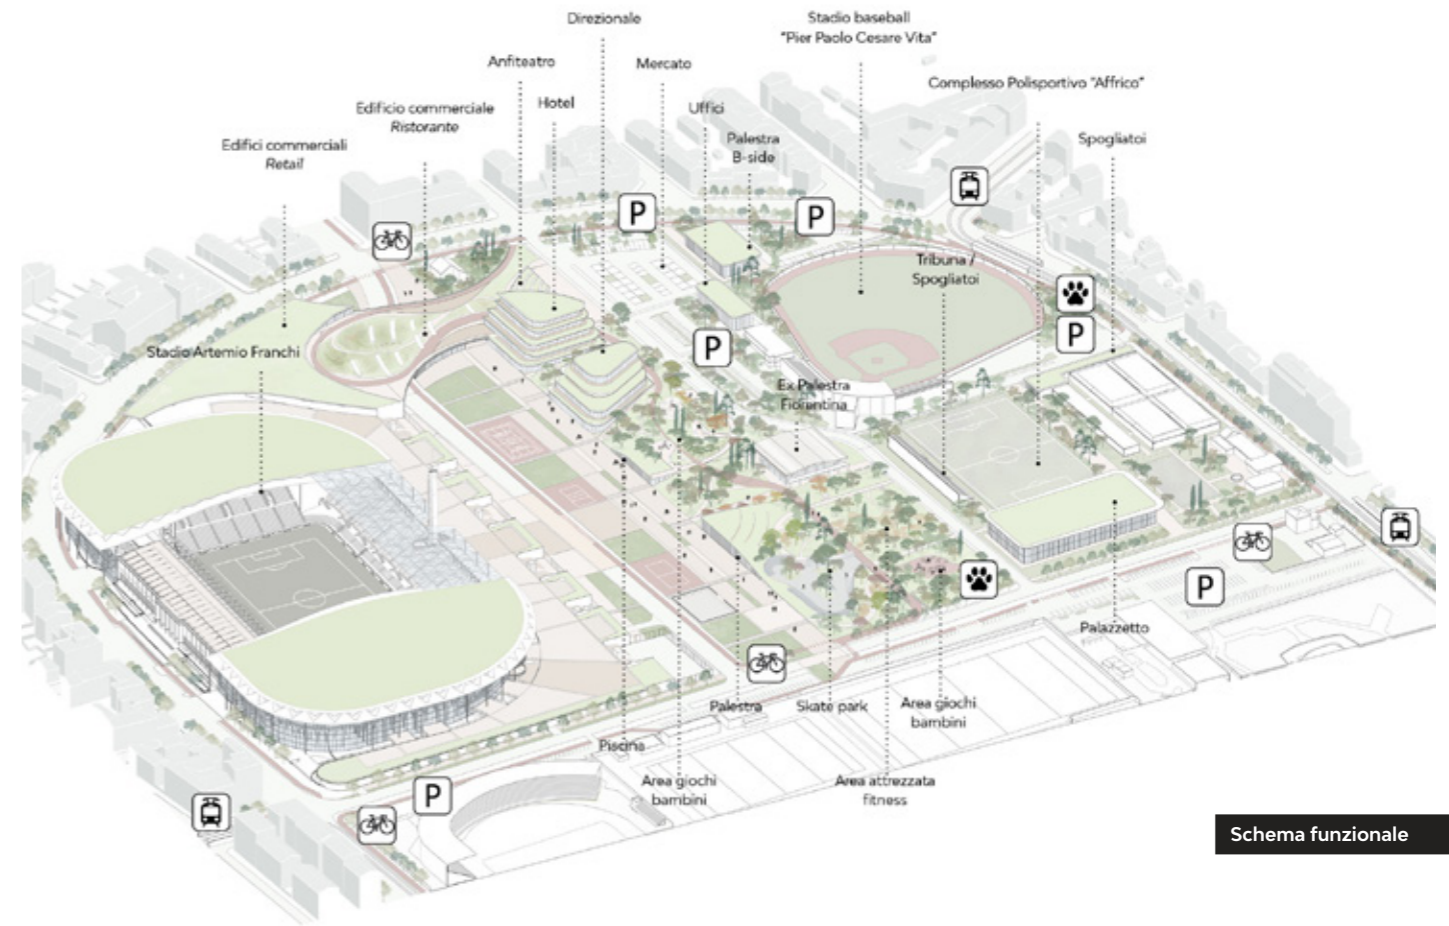 Direzionale
Stadio baseball
"Pier Paolo Cesare Vita"
Anfiteatro
Mercato
Complesso Polisportivo "Affrico"
Edificio commerciale
Ristorante
Hotel
Uffici
Edifici commerciali
Retail
Palestra
B-side
Spogliatoi
P
P
Tribuna /
Spogliatoi
P
P
Stadio Artemio Franchi
Ex Palestra
Fiorentina
P
Palazzetto
Palestra
Skate park
Area giochi
bambini
Piscina
Area giochi
bambini
Area attrezzata
fitness
P
Schema funzionale